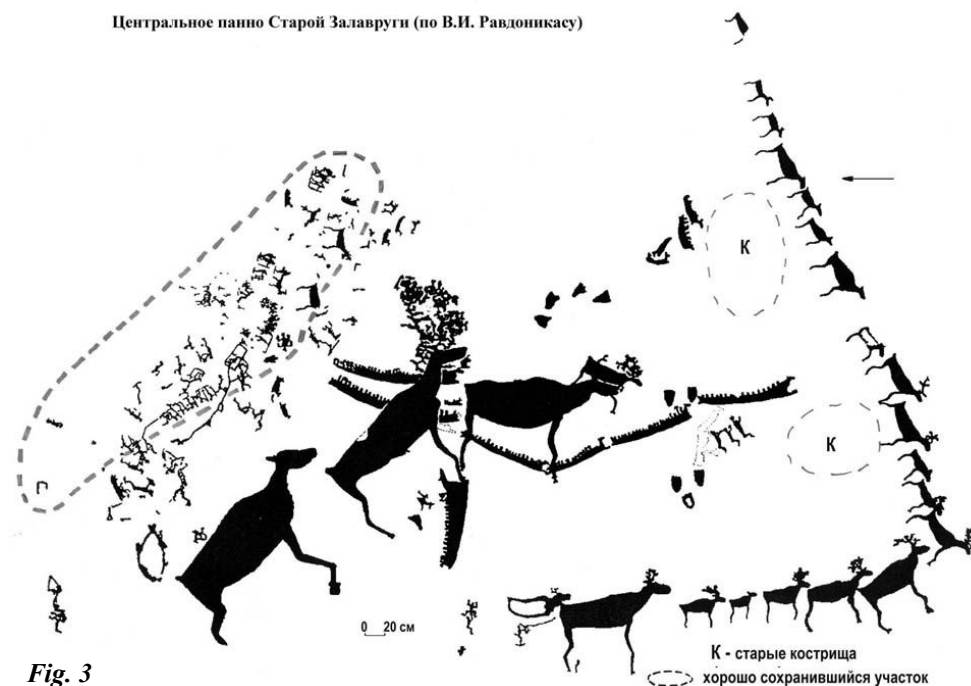 Центральное панно Старой Залавруги (по В.И. Равдоникасу)
К
К
0 20 см
К - старые кострища
хорошо сохранившийся участок
Fig. 3